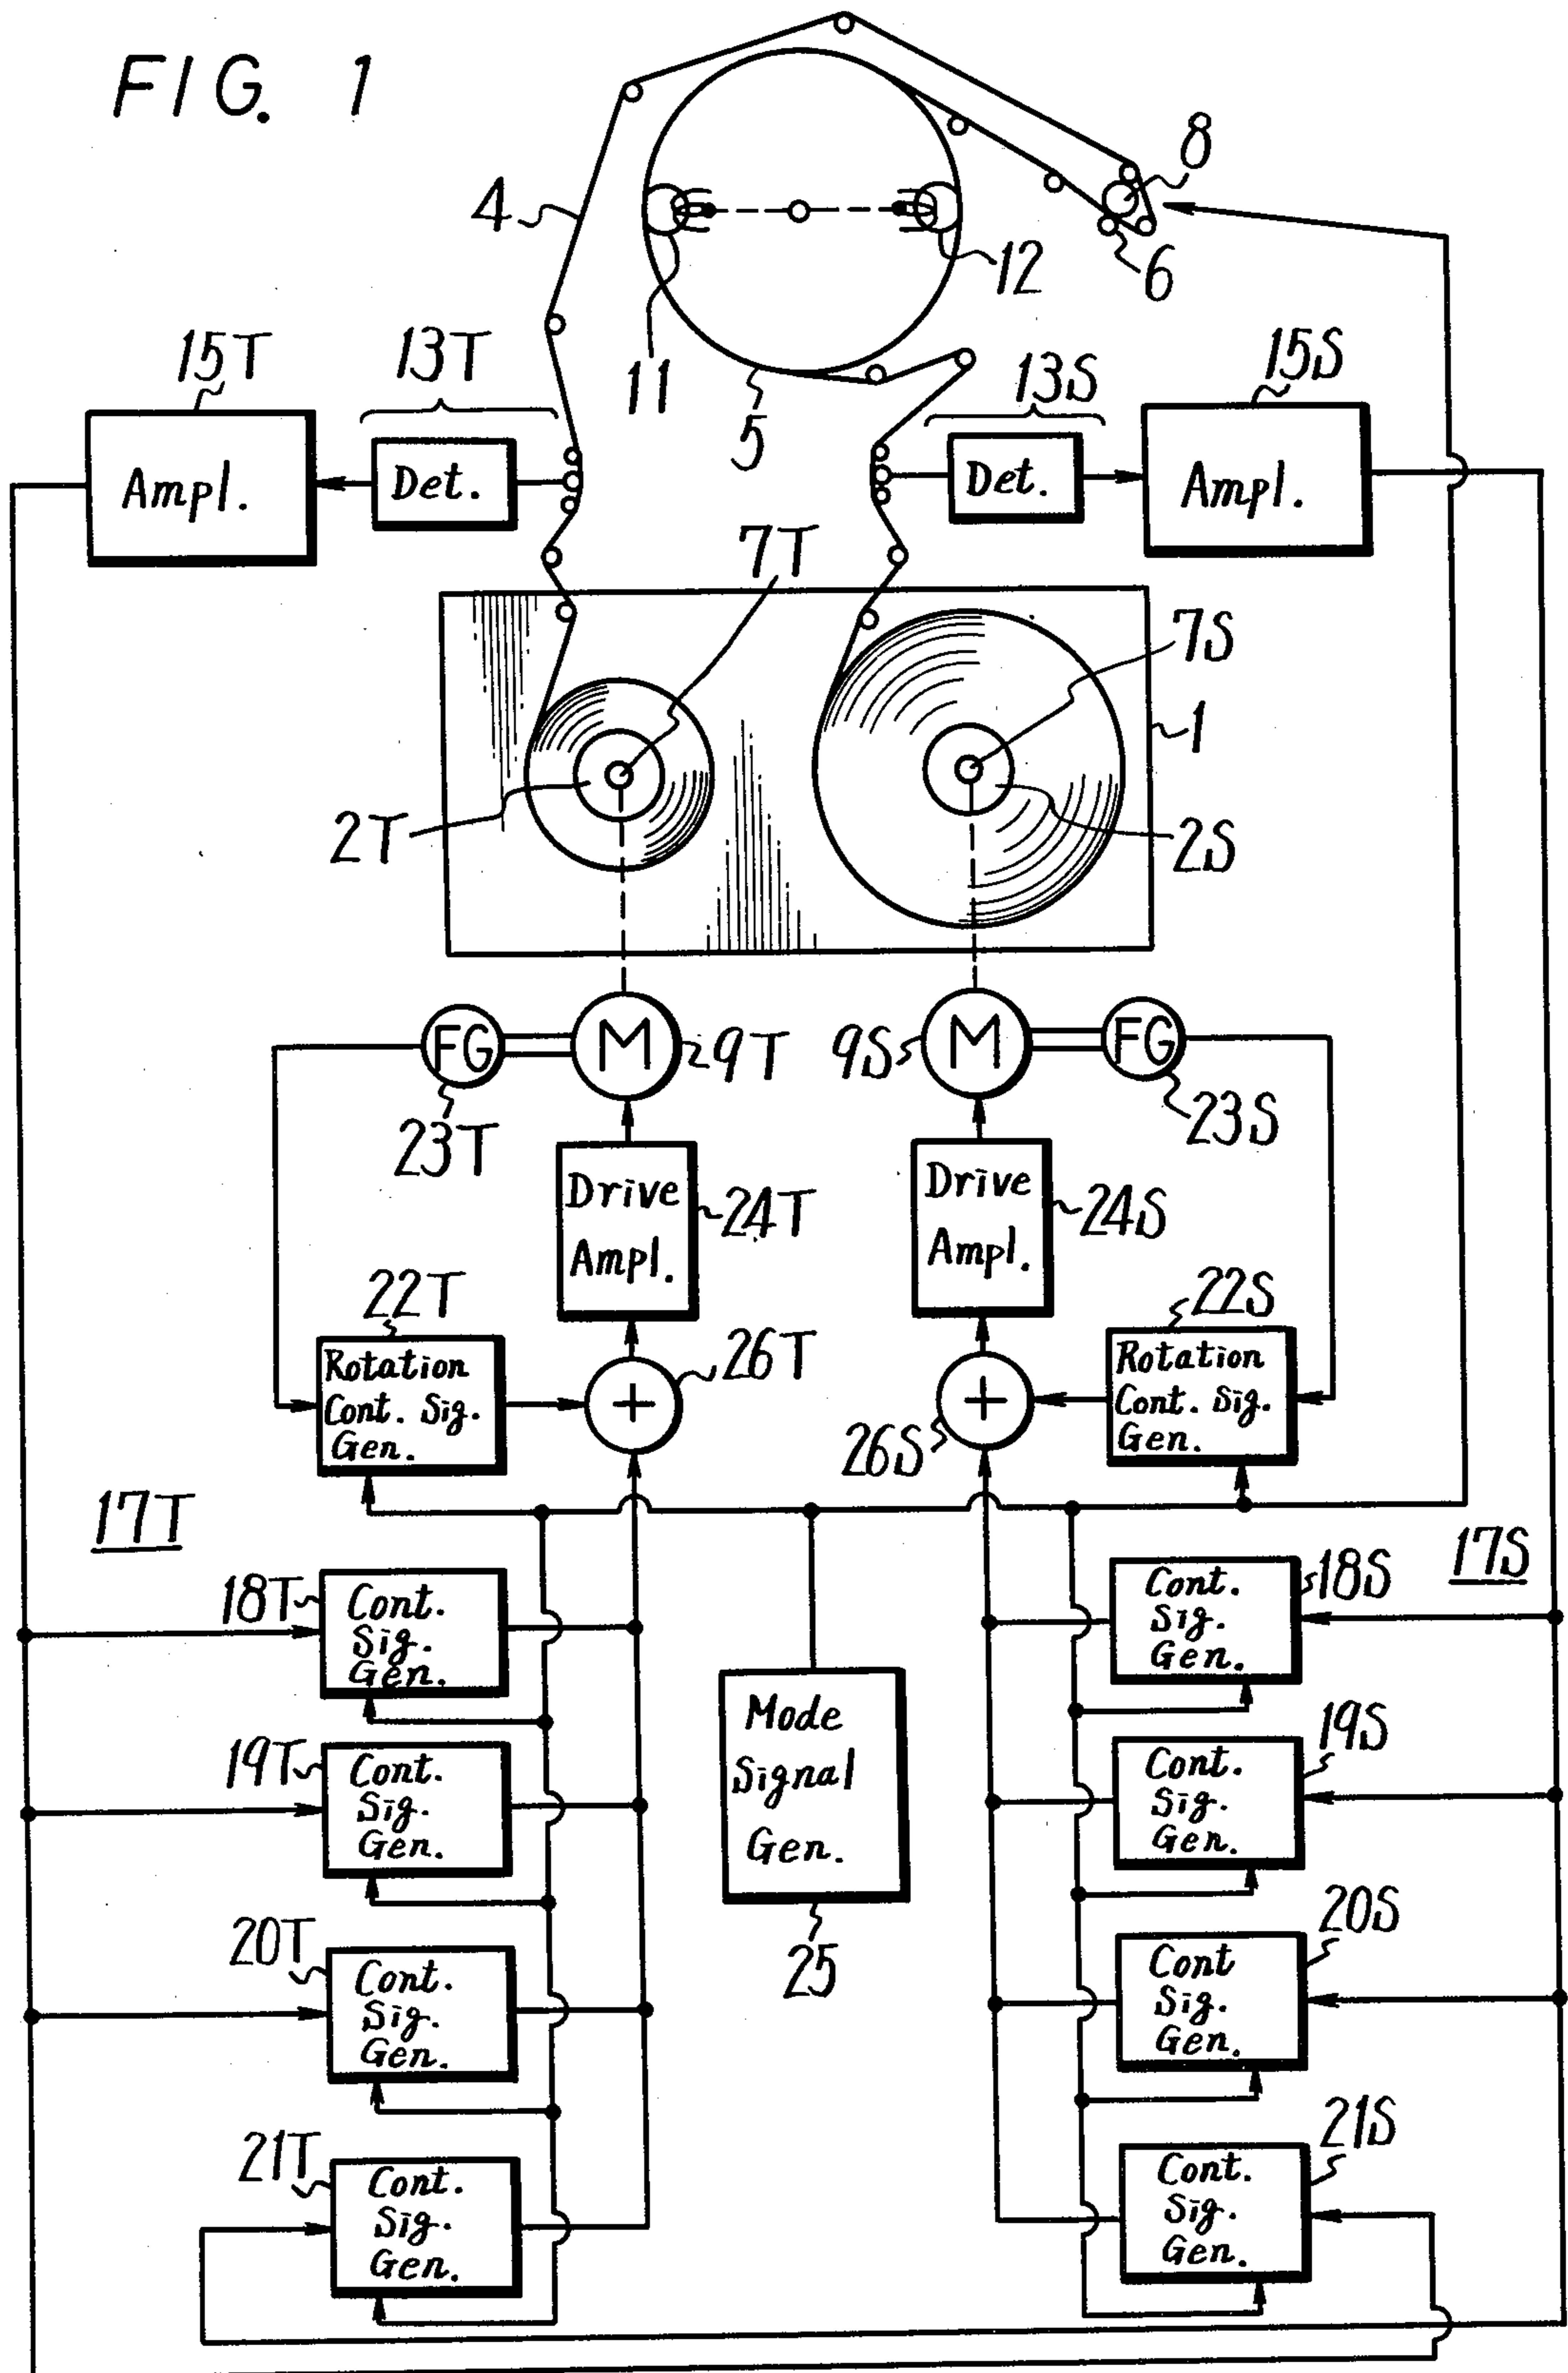 FIG. 1
8
4
12
6
15T
13T
11
5
13S
15S
Ampl.
Det.
Det.
Ampl.
7T
7S
1
2T
2S
FG
M
9T
9S
M
FG
23T
23S
Drive
Ampl.
24T
Drive
Ampl.
24S
22T
22S
Rotation
Cont. Sig.
Gen.
+
26T
26S
+
Rotation
Cont. Sig.
Gen.
17T
17S
18T
Cont.
Sig.
Gen.
Cont.
Sig.
Gen.
18S
19T
Cont.
Sig.
Gen.
Mode
Signal
Gen.
25
Cont.
Sig.
Gen.
19S
20T
Cont.
Sig.
Gen.
Cont
Sig.
Gen.
20S
21T
Cont.
Sig.
Gen.
Cont.
Sig.
Gen.
21S